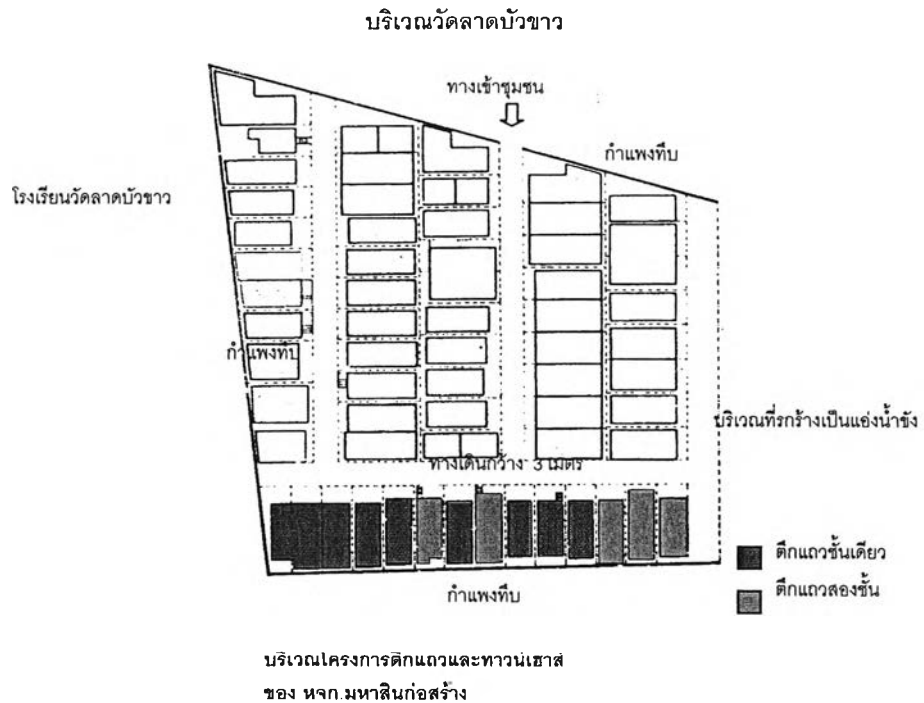 บริเวณวัดลาดบัวขาว
ทางเข้าชุมชน
กำแพงทึบ
โรงเรียนวัดลาดบัวขาว
กำแพงทึบ
บริเวณที่รกร้างเป็นแอ่งน้ำขัง
ทางเดินกว้าง 3 เมตร
ตึกแถวชั้นเดียว
กำแพงทึบ
ตึกแถวสองชั้น
บริเวณโครงการตึกแถวและทาวน์เฮาส์
ของ หจก.มหาสินก่อสร้าง